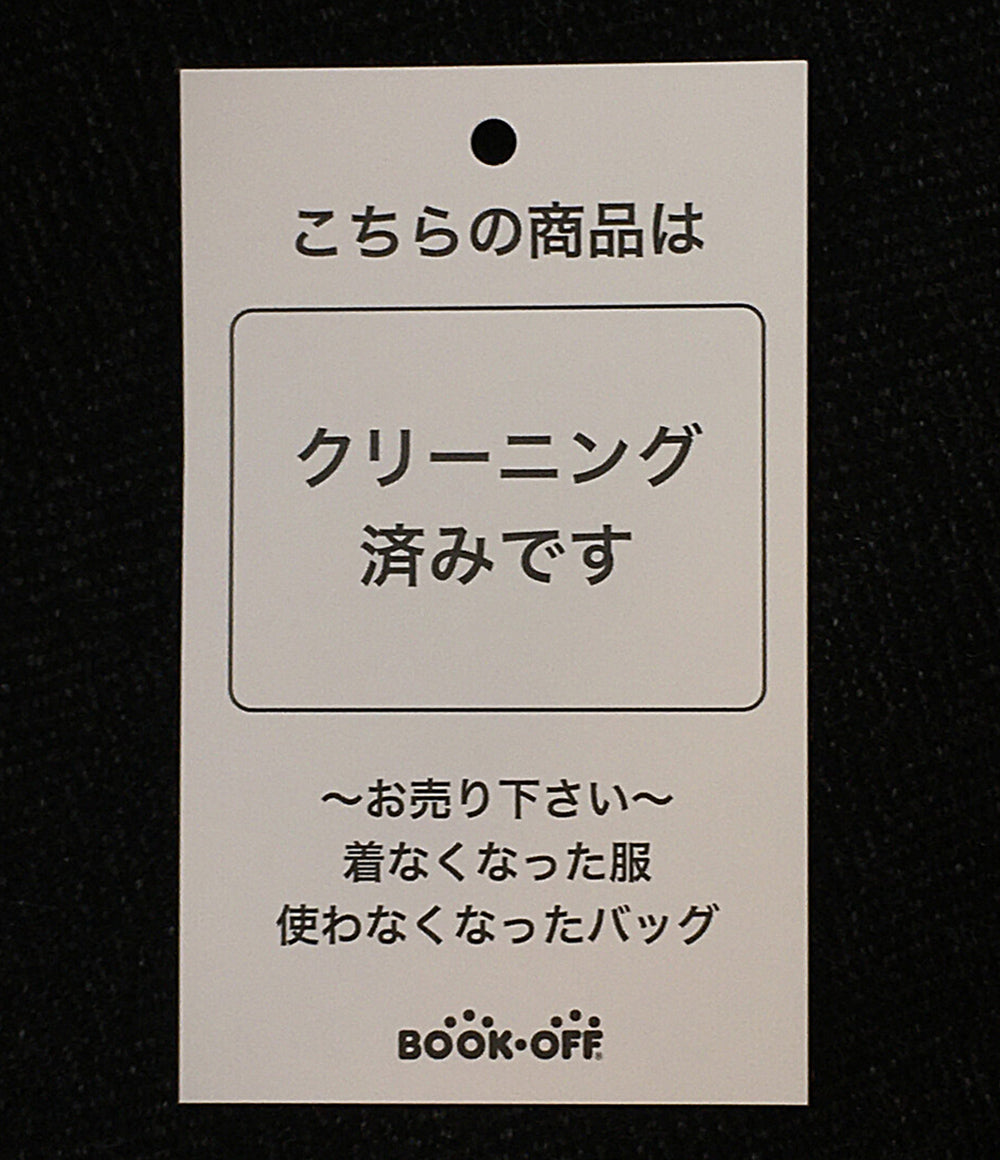 こちらの商品は
クリーニング
済みです
〜お売り下さい〜
着なくなった服
使わなくなったバッグ
BOOK・OFF®